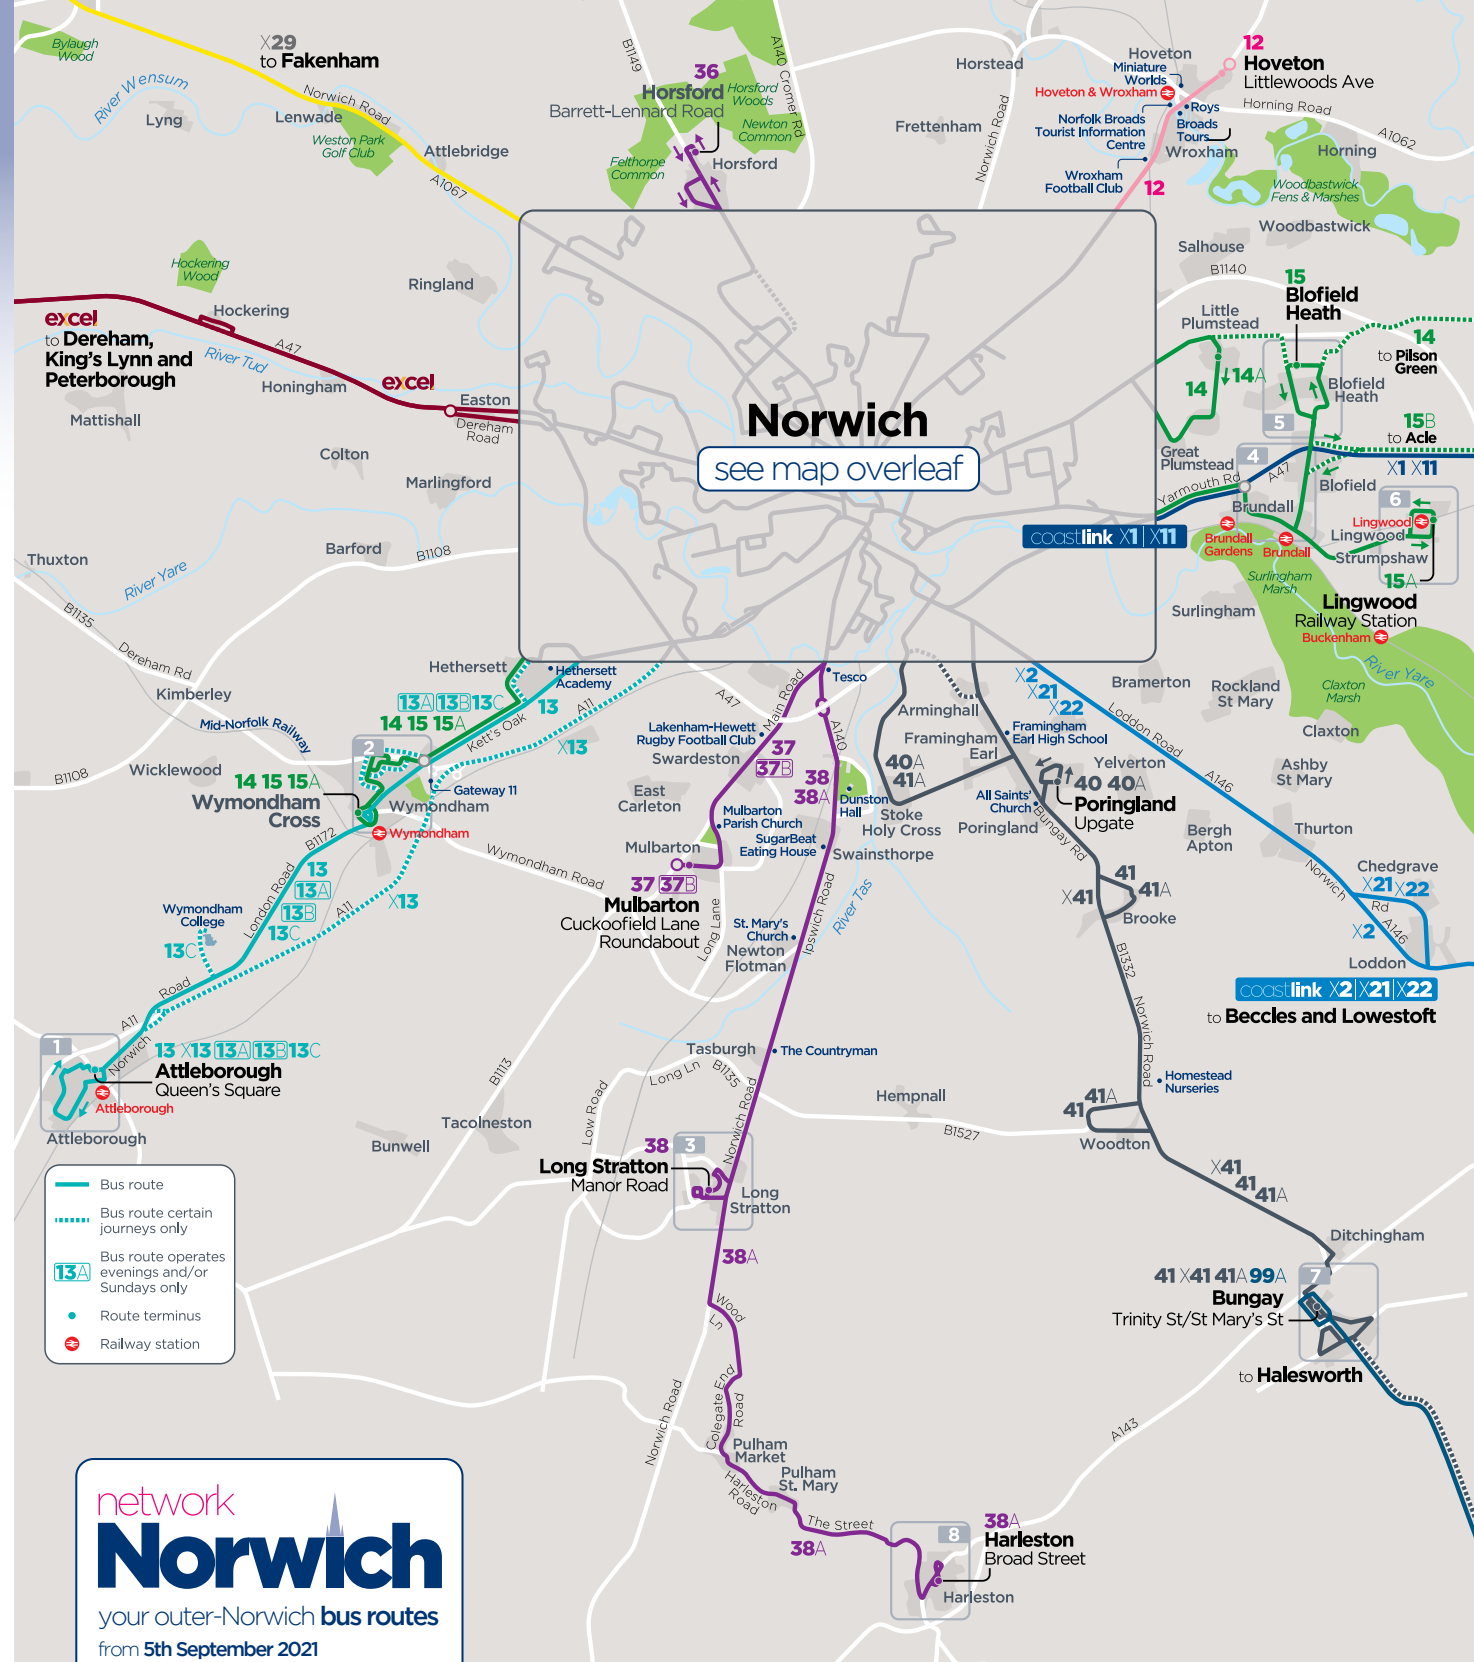 Bylaugh
Wood
X29
to Fakenham
River Wensum
Lyng
Norwich Road
Lenwade
Weston Park
Golf Club
Attlebridge
A1067
B1149
36
Horsford
Barrett-Lennard Road
Horsford
Woods
Newton
Common
Felthorpe
Common
Horsford
A140 Cromer Rd
Horstead
Frettenham
Norwich Road
Hoveton
Miniature
Worlds
Hoveton & Wroxham
12
Hoveton
Littlewoods Ave
Norfolk Broads
Tourist Information
Centre
Roys
Broads
Tours
Wroxham
Wroxham
Football Club
12
Horning Road
A1062
Horning
Woodbastwick
Fens & Marshes
Woodbastwick
Salhouse
B1140
Hockering
Wood
Ringland
Hockering
excel
to Dereham,
King's Lynn and
Peterborough
A47
River Tud
Honingham
excel
Easton
Dereham
Road
Mattishall
Colton
Marlingford
Thuxton
Barford
B1108
River Yare
B1135
Dereham Rd
Norwich
see map overleaf
coastlink X1 X11
Little
Plumstead
15
Blofield
Heath
14
to Pilson
Green
14
14A
Blofield
Heath
5
15B
to Acle
X1 X11
Great
Plumstead
4
A47
Yarmouth Rd
Brundall
Blofield
6
Lingwood
Lingwood
Strumpshaw
Brundall
Gardens
Brundall
15A
Lingwood
Railway Station
Buckenham
Surlingham
Marsh
Surlingham
River Yare
Claxton
Marsh
Claxton
Bramerton
Rockland
St Mary
Kimberley
Mid-Norfolk Railway
Wicklewood
B1108
Hethersett
Hethersett
Academy
13A 13B 13C
14 15 15A
13
Kett's Oak
A11
X13
2
14 15 15A
Wymondham
Cross
Gateway 11
Wymondham
Wymondham
B1172
13
13A
13B
13C
London Road
A11
X13
Wymondham Road
Wymondham
College
13C
Road
A11
Norwich
1
13 X13 13A 13B 13C
Attleborough
Queen's Square
Attleborough
Attleborough
Tesco
A47
Main Road
Lakenham-Hewett
Rugby Football Club
Swardeston
37
37B
A140
38
38A
East
Carleton
Mulbarton
Parish Church
Dunston
Hall
SugarBeat
Eating House
Swainsthorpe
Mulbarton
37 37B
Mulbarton
Cuckoofield Lane
Roundabout
Long Lane
St. Mary's
Church
Newton
Flotman
Ipswich Road
River Tas
Arminghall
Framingham
Earl
40A
41A
Stoke
Holy Cross
Framingham
Earl High School
X2
X21
X22
Loddon Road
Yelverton
A146
All Saints'
Church
Poringland
40 40A
Poringland
Upgate
Bungay Rd
Ashby
St Mary
Bergh
Apton
Thurton
Norwich
Rd
Chedgrave
X21 X22
X2
A146
Loddon
coastlink X2 X21 X22
to Beccles and Lowestoft
41
41A
X41
Brooke
B1332
Norwich Road
Homestead
Nurseries
Tasburgh
The Countryman
Long Ln
B1135
Low Road
B1113
Tacolneston
Bunwell
Norwich Road
Hempnall
B1527
41A
41
Woodton
38
Long Stratton
Manor Road
3
Long
Stratton
X41
41
41A
Ditchingham
41 X41 41A 99A
Bungay
Trinity St/St Mary's St
7
to Halesworth
38A
Wood
Ln
Colegate End
Road
Norwich Road
Pulham
Market
Pulham
St. Mary
Harleston
Road
The Street
38A
A143
8
38A
Harleston
Broad Street
Harleston
Bus route
Bus route certain
journeys only
13A
Bus route operates
evenings and/or
Sundays only
Route terminus
Railway station
network
Norwich
your outer-Norwich bus routes
from 5th September 2021